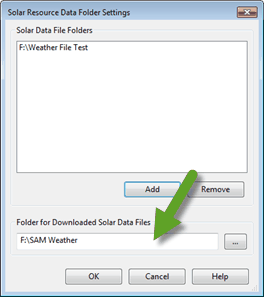 Solar Resource Data Folder Settings
Solar Data File Folders
F:\Weather File Test
Add
Remove
Folder for Downloaded Solar Data Files
F:\SAM Weather
...
OK
Cancel
Help